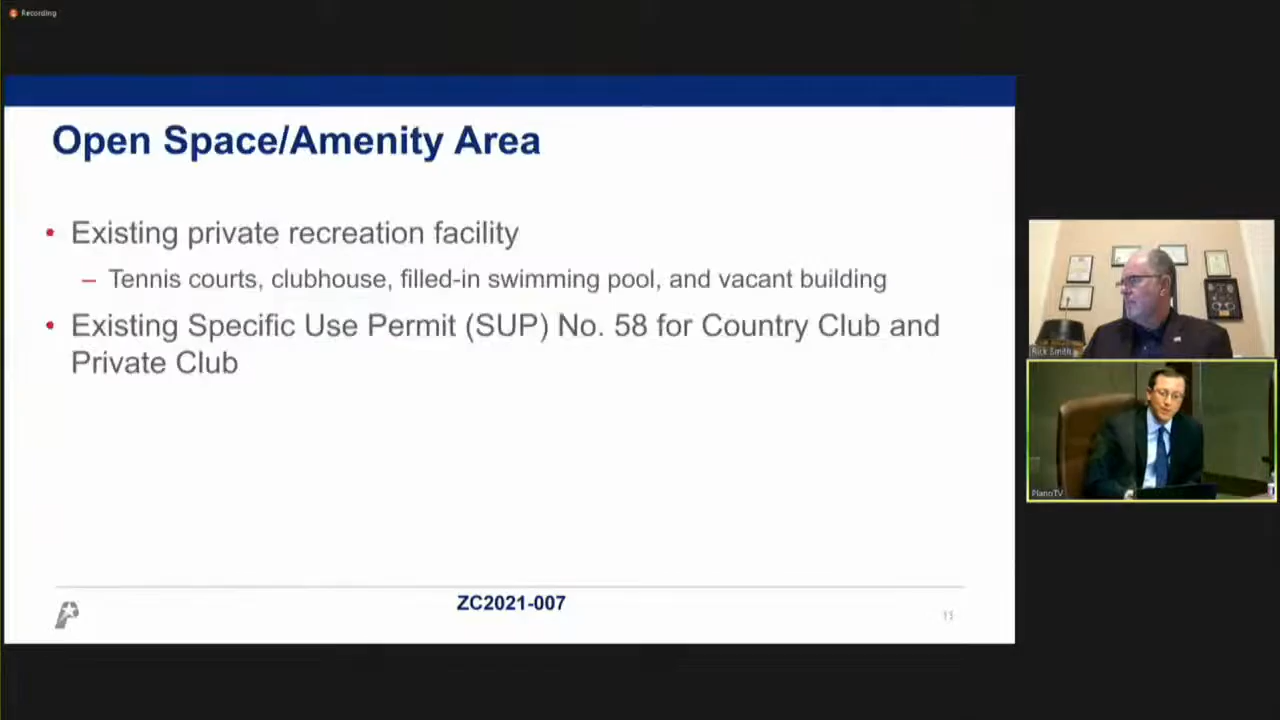 Recording
Open Space/Amenity Area
• Existing private recreation facility
– Tennis courts, clubhouse, filled-in swimming pool, and vacant building
• Existing Specific Use Permit (SUP) No. 58 for Country Club and
Private Club
ZC2021-007
Rick Smith
PlanoTV